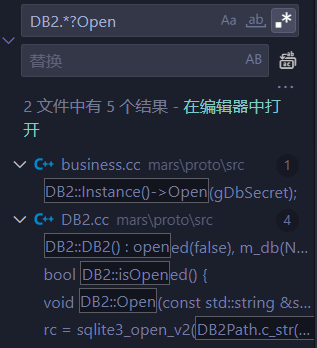 DB2.*?Open
Aa ab .*
替换
AB
...
2 文件中有 5 个结果 - 在编辑器中打
开
C++ business.cc mars\proto\src 1
DB2::Instance()->Open(gDbSecret);
C++ DB2.cc mars\proto\src 4
DB2::DB2() : opened(false), m_db(N...
bool DB2::isOpened() {
void DB2::Open(const std::string &s...
rc = sqlite3_open_v2(DB2Path.c_str(...